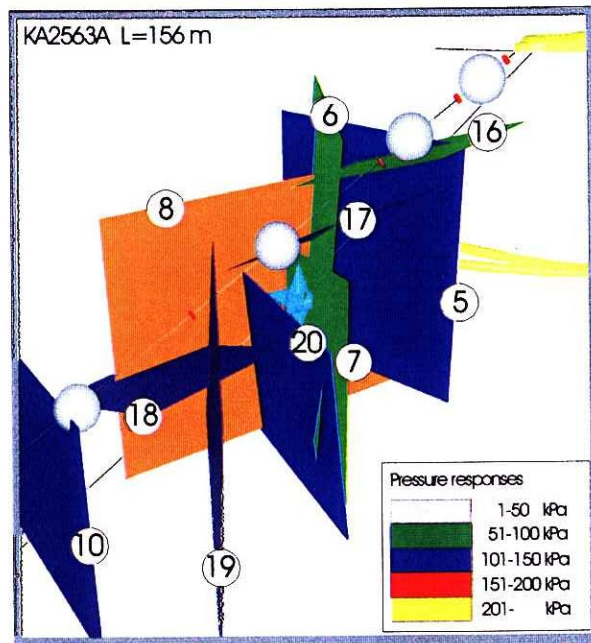 KA2563A L=156 m
6
16
8
17
5
20
7
18
10
19
Pressure responses
1-50 kPa
51-100 kPa
101-150 kPa
151-200 kPa
201- kPa